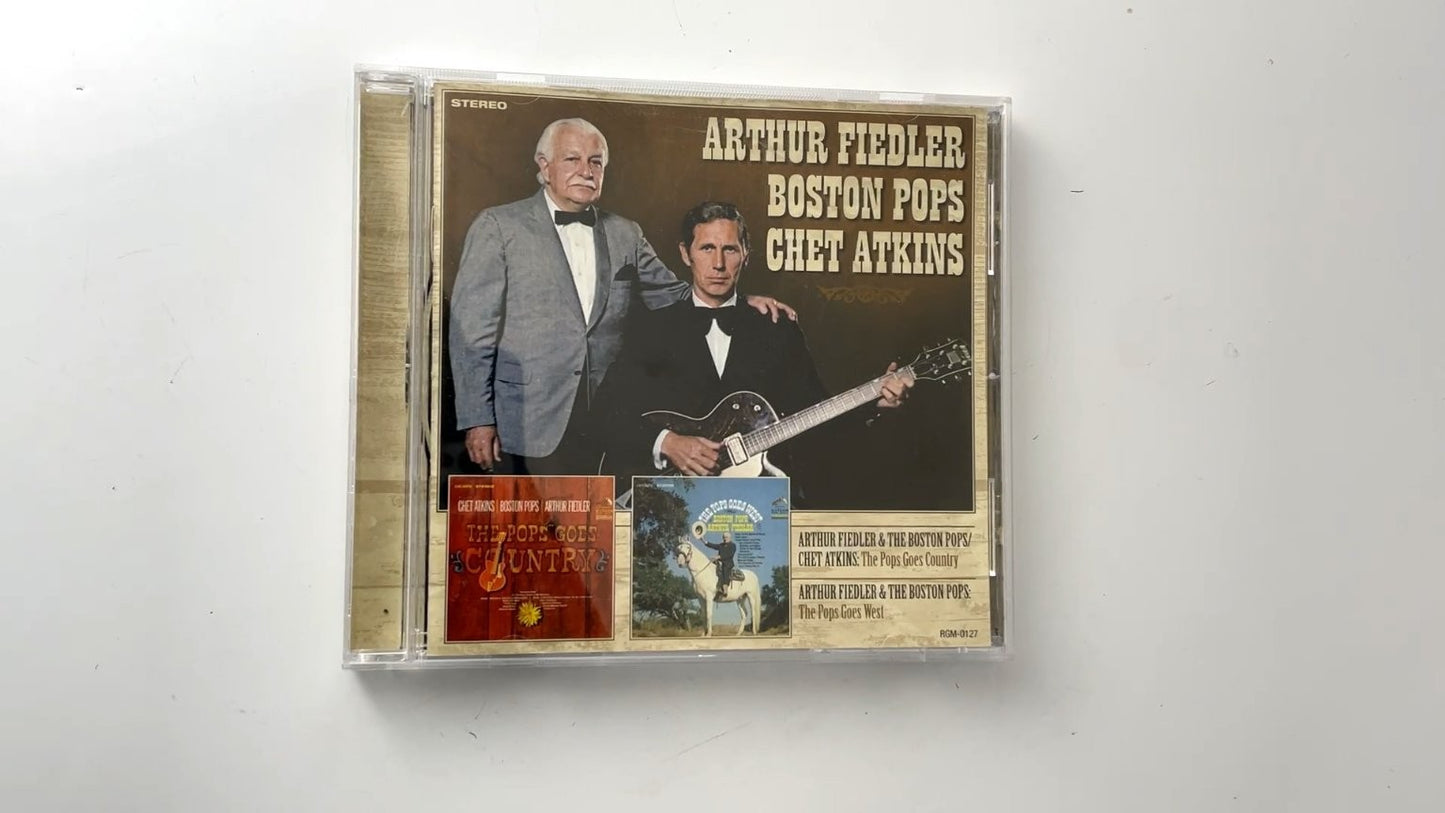 STEREO
ARTHUR FIEDLER
BOSTON POPS
CHET ATKINS
CHET ATKINS | BOSTON POPS | ARTHUR FIEDLER
THE POPS GOES
COUNTRY
THE POPS GOES WEST
BOSTON POPS
ARTHUR FIEDLER
ARTHUR FIEDLER & THE BOSTON POPS/
CHET ATKINS: The Pops Goes Country
ARTHUR FIEDLER & THE BOSTON POPS:
The Pops Goes West
RGM-0127